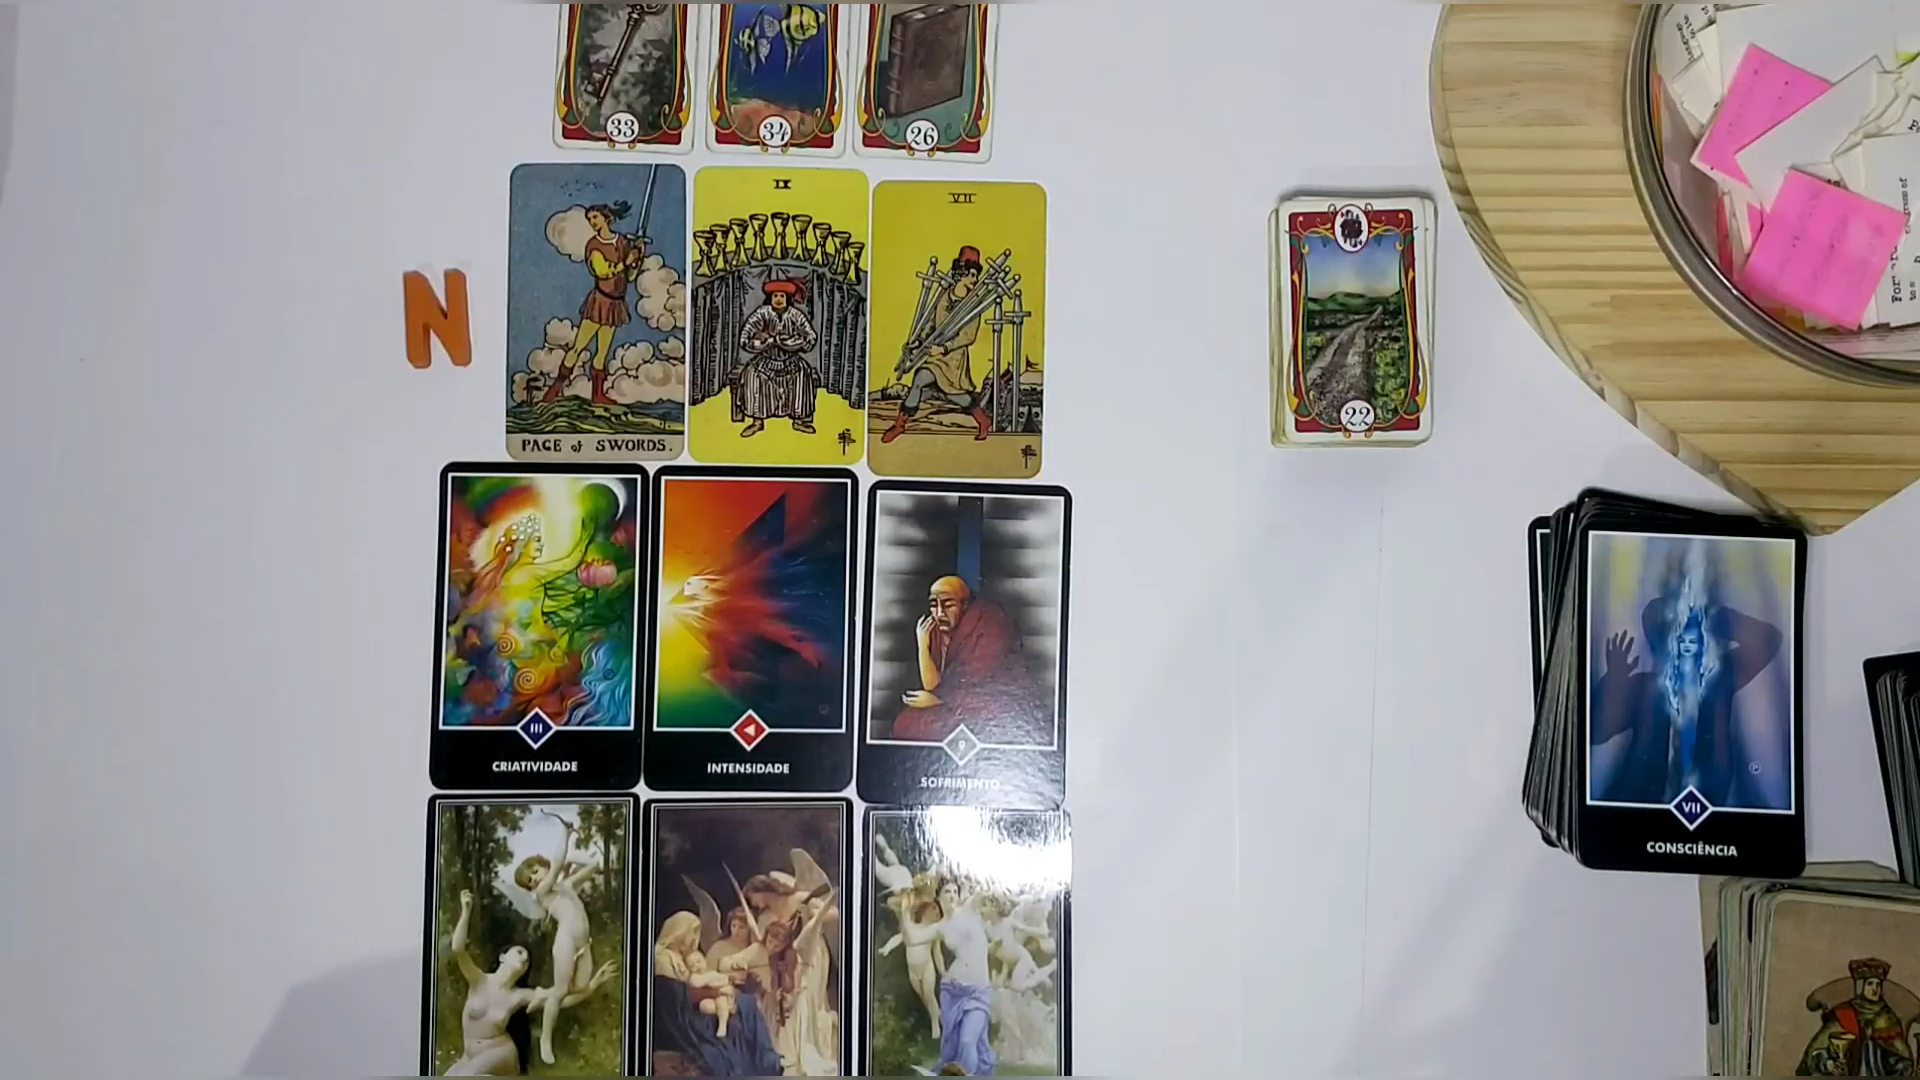 33
34
26
IX
VII
N
PAGE of SWORDS.
22
III
CRIATIVIDADE
INTENSIDADE
9
SOFRIMENTO
VII
CONSCIÊNCIA